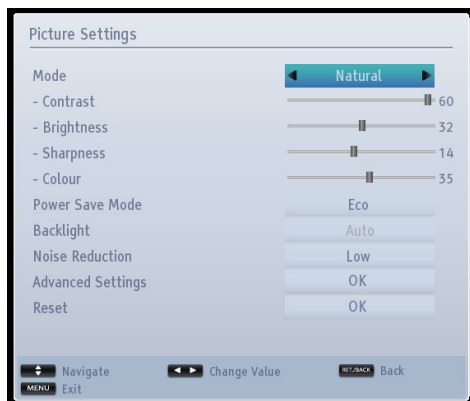 Picture Settings
Mode Natural
- Contrast 60
- Brightness 32
- Sharpness 14
- Colour 35
Power Save Mode Eco
Backlight Auto
Noise Reduction Low
Advanced Settings OK
Reset OK
Navigate Change Value RET./BACK Back
MENU Exit